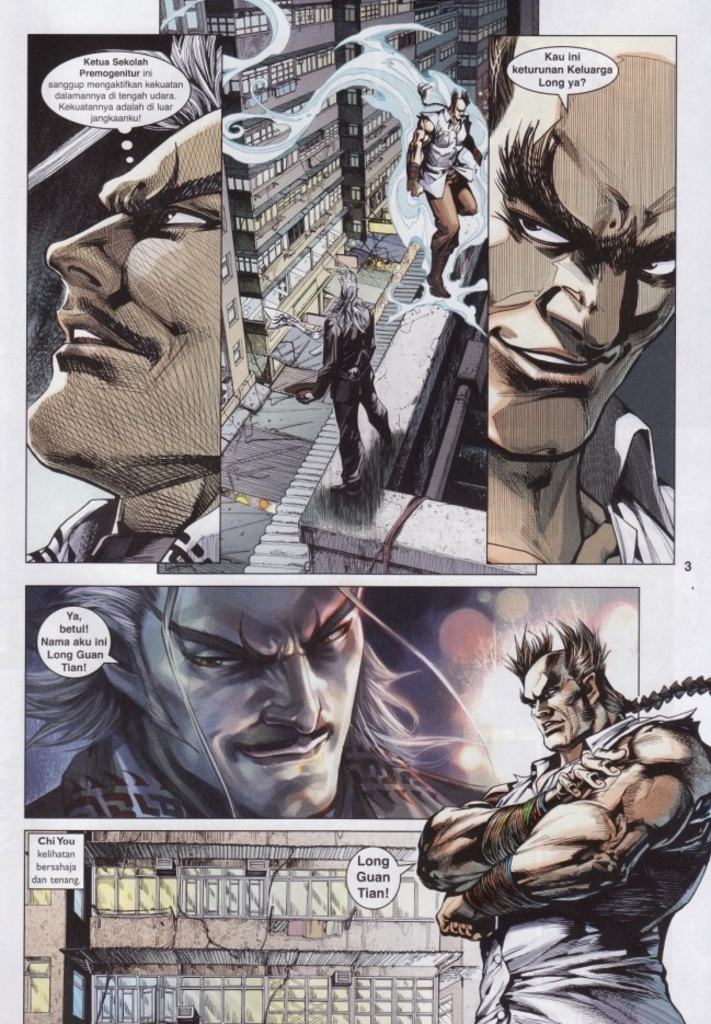 Ketua Sekolah
Premogenitur ini
sanggup mengaktifkan kekuatan
dalamannya di tengah udara.
Kekuatannya adalah di luar
jangkaanku!
Kau ini
keturunan Keluarga
Long ya?
3
Ya,
betul!
Nama aku ini
Long Guan
Tian!
Chi You
kelihatan
bersahaja
dan tenang.
Long
Guan
Tian!